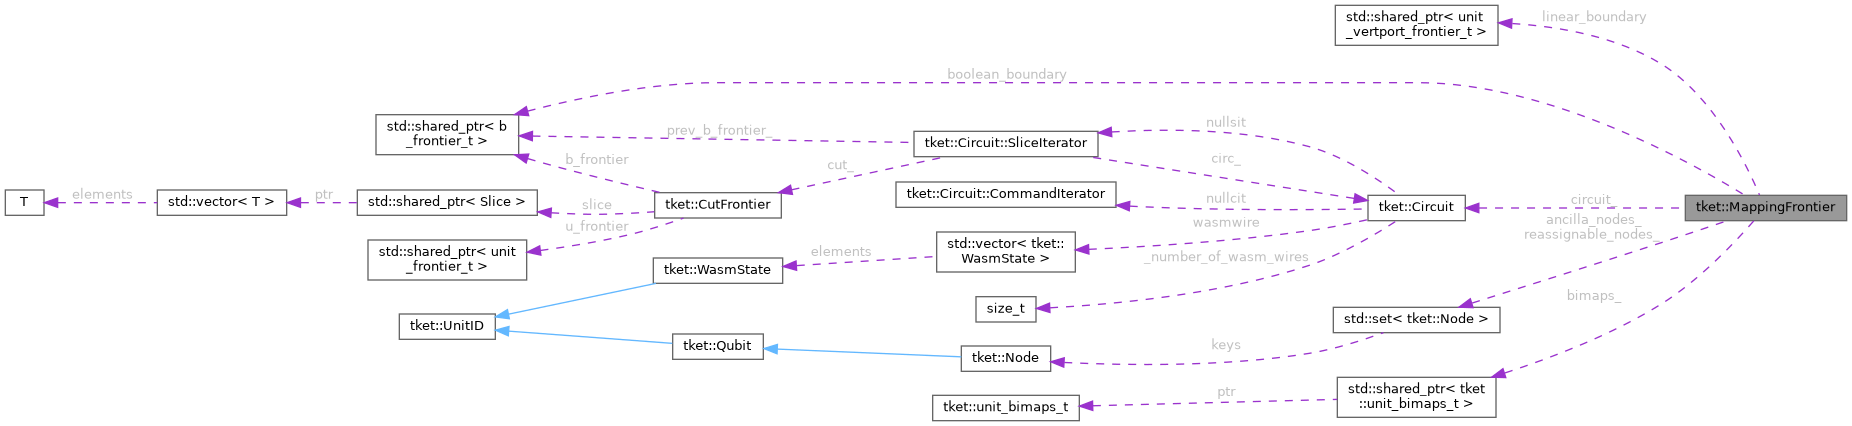 std::shared_ptr< unit
_vertport_frontier_t >
linear_boundary
boolean_boundary
std::shared_ptr< b
_frontier_t >
prev_b_frontier_
tket::Circuit::SliceIterator
nullsit
b_frontier
cut_
circ_
T
elements
std::vector< T >
ptr
std::shared_ptr< Slice >
slice
tket::CutFrontier
tket::Circuit::CommandIterator
nullcit
tket::Circuit
circuit_
tket::MappingFrontier
u_frontier
wasmwire
ancilla_nodes_
reassignable_nodes_
std::shared_ptr< unit
_frontier_t >
tket::WasmState
elements
std::vector< tket::
WasmState >
_number_of_wasm_wires
size_t
bimaps_
tket::UnitID
tket::Qubit
tket::Node
keys
std::set< tket::Node >
tket::unit_bimaps_t
ptr
std::shared_ptr< tket
::unit_bimaps_t >